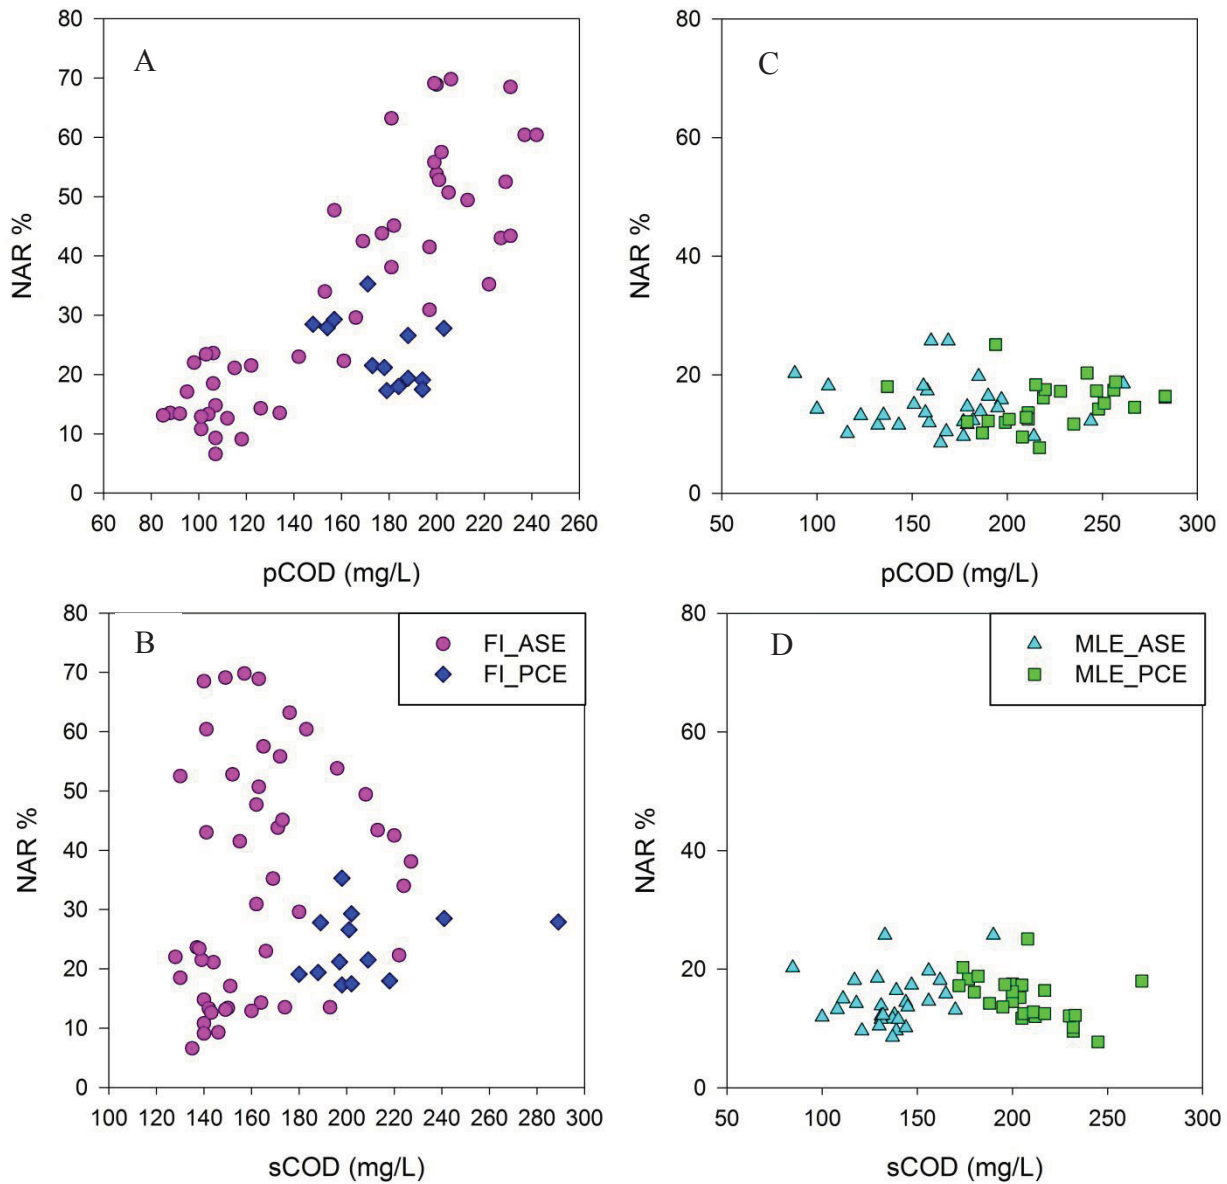 A
80
70
60
50
40
30
20
10
0
NAR %
60 80 100 120 140 160 180 200 220 240 260
pCOD (mg/L)
C
80
60
40
20
0
NAR %
50 100 150 200 250 300
pCOD (mg/L)
B
FI_ASE
FI_PCE
80
70
60
50
40
30
20
10
0
NAR %
100 120 140 160 180 200 220 240 260 280 300
sCOD (mg/L)
D
MLE_ASE
MLE_PCE
80
60
40
20
0
NAR %
50 100 150 200 250 300
sCOD (mg/L)